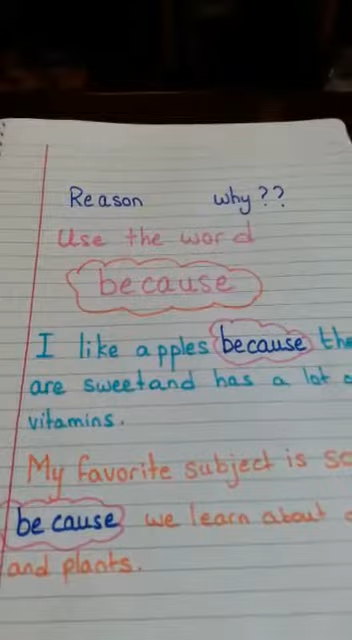 Reason why??
Use the word
because
I like apples because the
are sweetand has a lot o
vitamins.
My favorite subject is sc
because we learn about a
and plants.